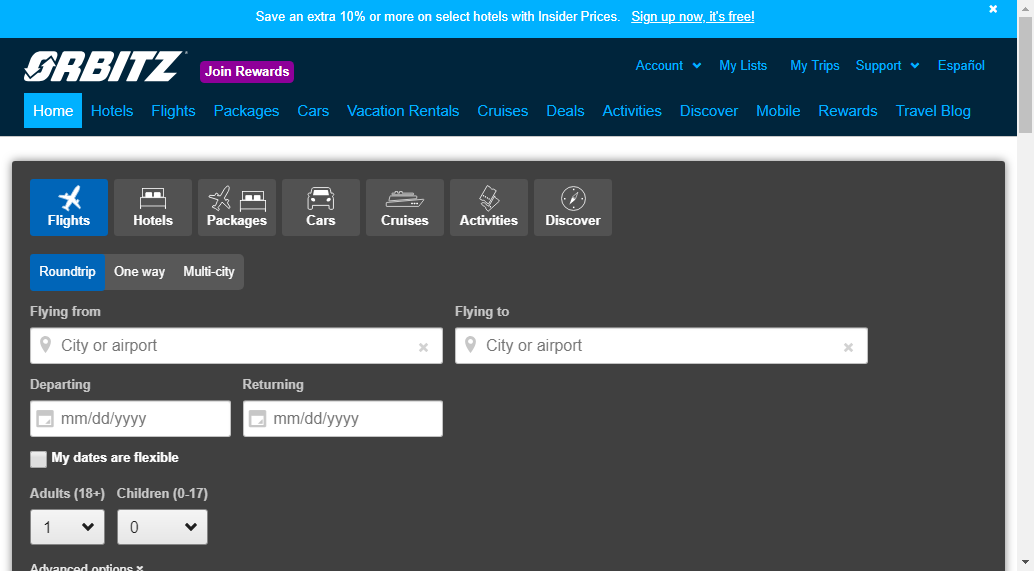 Save an extra 10% or more on select hotels with Insider Prices. Sign up now, it's free!
ORBITZ Join Rewards
Account My Lists My Trips Support Español
Home Hotels Flights Packages Cars Vacation Rentals Cruises Deals Activities Discover Mobile Rewards Travel Blog
Flights Hotels Packages Cars Cruises Activities Discover
Roundtrip One way Multi-city
Flying from Flying to
City or airport City or airport
Departing Returning
mm/dd/yyyy mm/dd/yyyy
My dates are flexible
Adults (18+) Children (0-17)
1 0
Advanced options